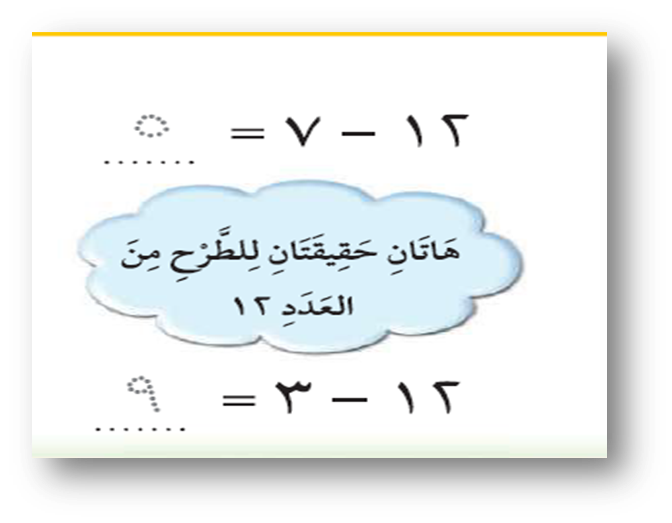 ١٢ – ٧ = ٥
هَاتَانِ حَقِيقَتَانِ لِلطَّرْحِ مِنَ
العَدَدِ ١٢
١٢ – ٣ = ٩